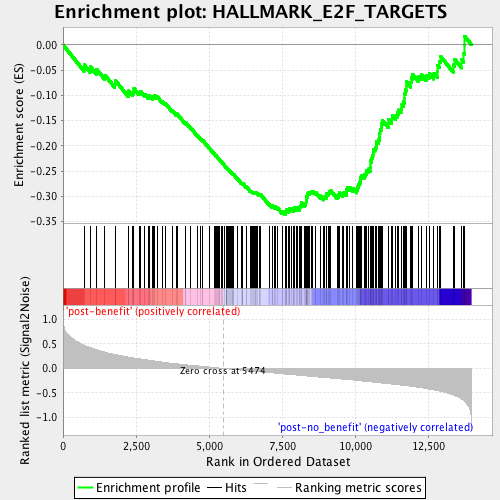 Enrichment plot: HALLMARK_E2F_TARGETS
Enrichment score (ES)
0.00
-0.05
-0.10
-0.15
-0.20
-0.25
-0.30
-0.35
'post-benefit' (positively correlated)
Ranked list metric (Signal2Noise)
1.0
0.5
0.0
-0.5
-1.0
Zero cross at 5474
'post-no_benefit' (negatively correlated)
0
2,500
5,000
7,500
10,000
12,500
Rank in Ordered Dataset
Enrichment profile
Hits
Ranking metric scores